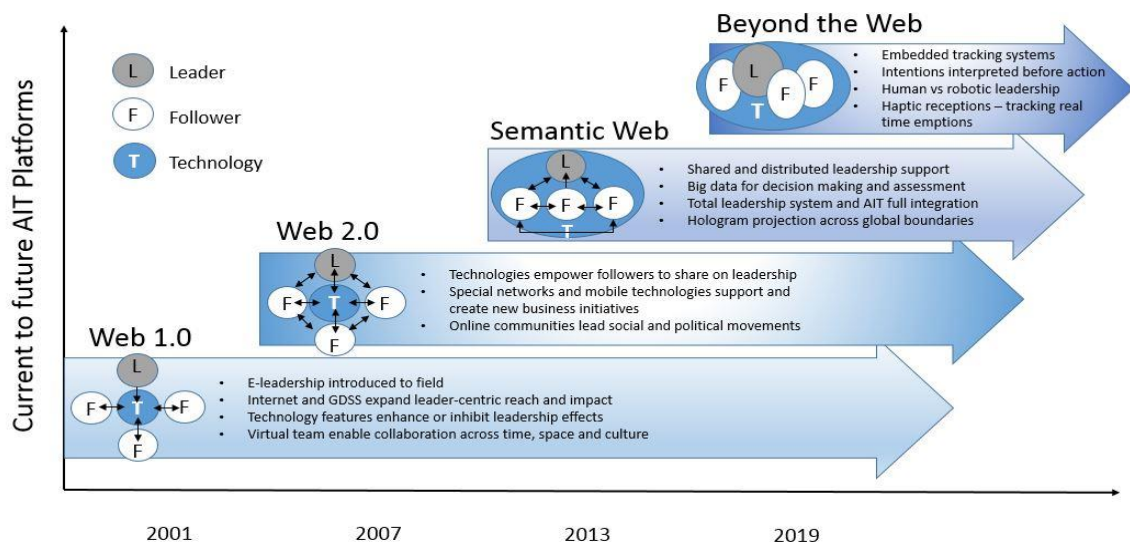 Current to future AIT Platforms
L Leader
F Follower
T Technology
Beyond the Web
F L F F
T
• Embedded tracking systems
• Intentions interpreted before action
• Human vs robotic leadership
• Haptic receptions – tracking real
time emptions
Semantic Web
L
F F F
T
• Shared and distributed leadership support
• Big data for decision making and assessment
• Total leadership system and AIT full integration
• Hologram projection across global boundaries
Web 2.0
L
F T F
F
• Technologies empower followers to share on leadership
• Special networks and mobile technologies support and
create new business initiatives
• Online communities lead social and political movements
Web 1.0
L
F T F
F
• E-leadership introduced to field
• Internet and GDSS expand leader-centric reach and impact
• Technology features enhance or inhibit leadership effects
• Virtual team enable collaboration across time, space and culture
2001 2007 2013 2019